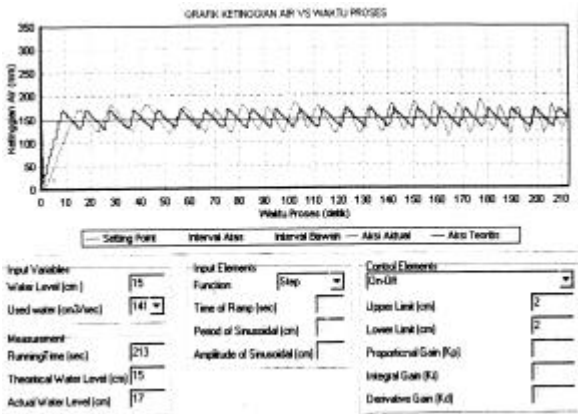 GRAFIK KETINGGIAN AIR VS WAKTU PROSES
Ketinggian Air (mm)
350
300
250
200
150
100
50
0
0 10 20 30 40 50 60 70 80 90 100 110 120 130 140 150 160 170 180 190 200 210
Waktu Proses (detik)
Setting Point Interval Atas Interval Bawah Aksi Aktual Aksi Teoritis
Input Variables
Water Level (cm)
15
Used water (cm3/sec)
141
Measurement
RunningTime (sec)
213
Theoritical Water Level (cm)
15
Actual Water Level (cm)
17
Input Elements
Function
Step
Time of Ramp (sec)
Period of Sinusoidal (cm)
Amplitude of Sinusoidal (cm)
Control Elements
On-Off
Upper Limit (cm)
2
Lower Limit (cm)
2
Proportional Gain (Kp)
Integral Gain (Ki)
Derivative Gain (Kd)